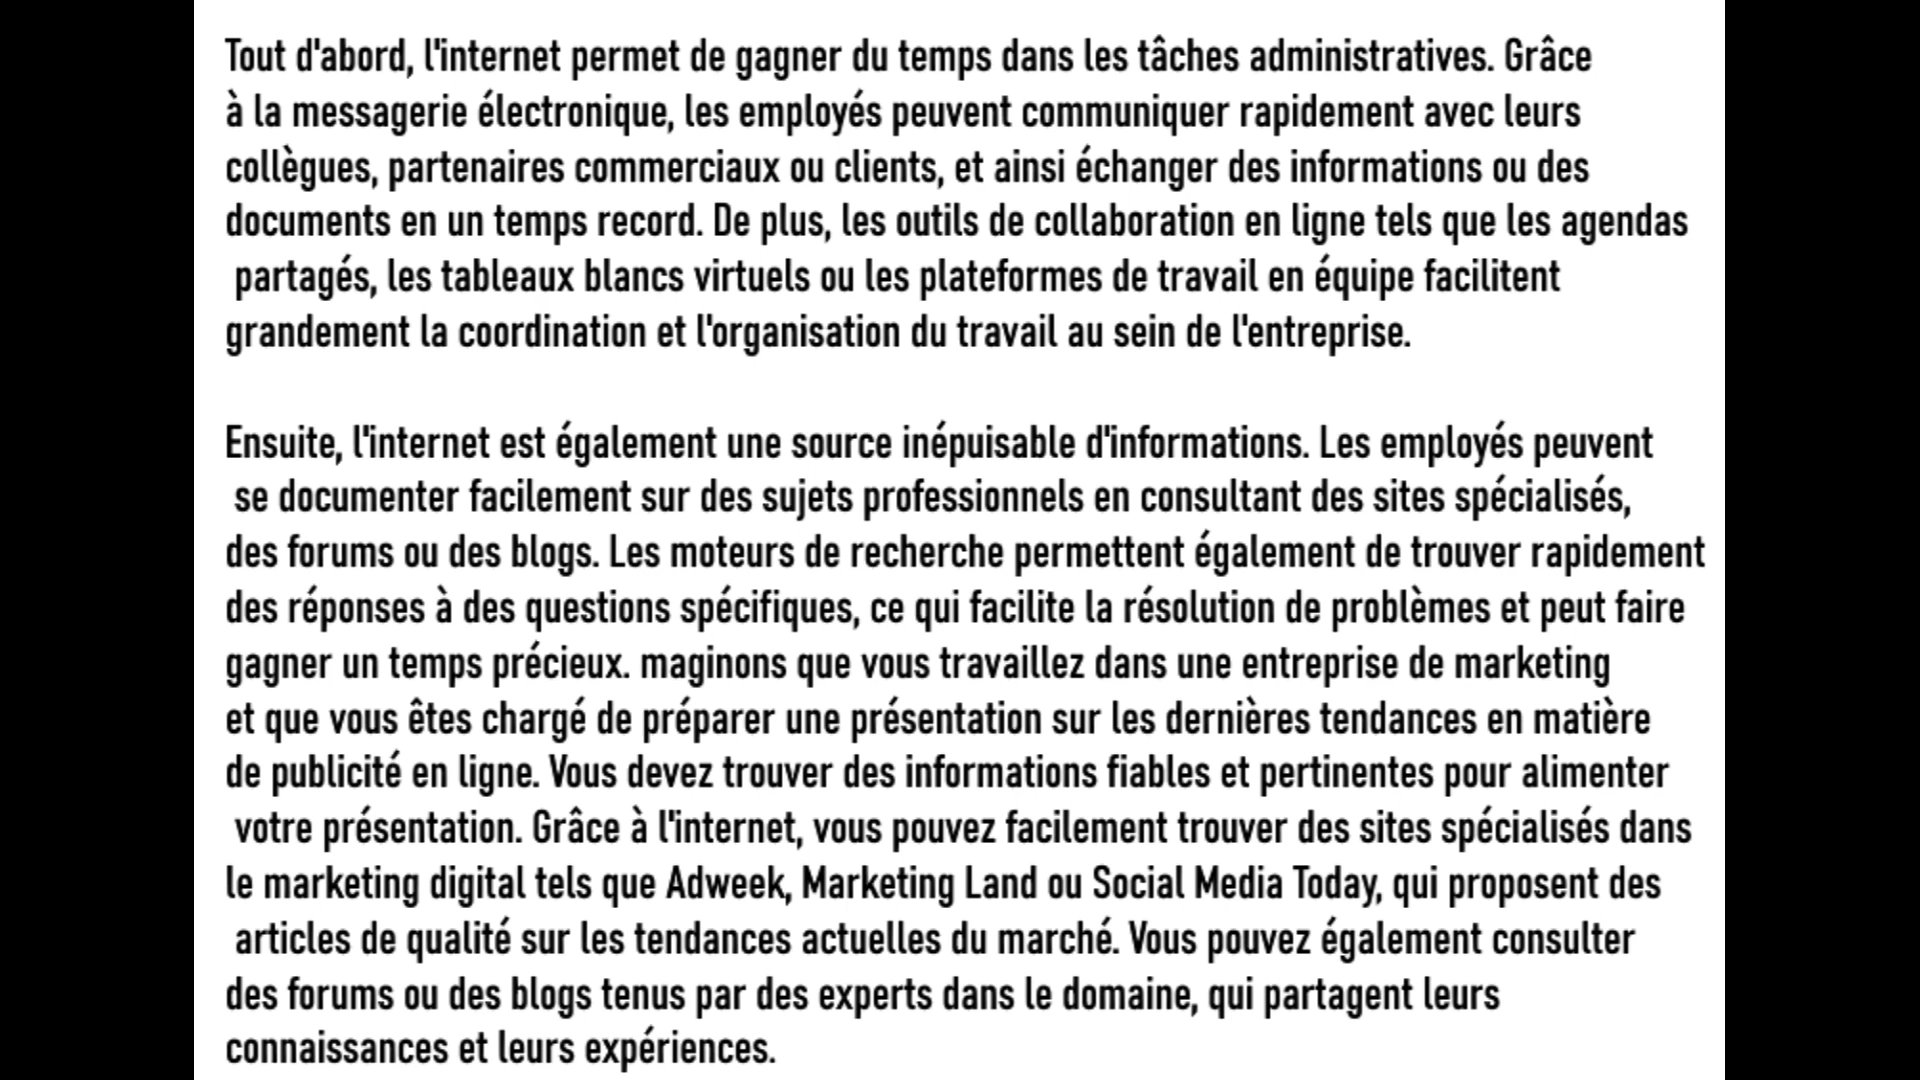 Tout d'abord, l'internet permet de gagner du temps dans les tâches administratives. Grâce
à la messagerie électronique, les employés peuvent communiquer rapidement avec leurs
collègues, partenaires commerciaux ou clients, et ainsi échanger des informations ou des
documents en un temps record. De plus, les outils de collaboration en ligne tels que les agendas
partagés, les tableaux blancs virtuels ou les plateformes de travail en équipe facilitent
grandement la coordination et l'organisation du travail au sein de l'entreprise.

Ensuite, l'internet est également une source inépuisable d'informations. Les employés peuvent
se documenter facilement sur des sujets professionnels en consultant des sites spécialisés,
des forums ou des blogs. Les moteurs de recherche permettent également de trouver rapidement
des réponses à des questions spécifiques, ce qui facilite la résolution de problèmes et peut faire
gagner un temps précieux. maginons que vous travaillez dans une entreprise de marketing
et que vous êtes chargé de préparer une présentation sur les dernières tendances en matière
de publicité en ligne. Vous devez trouver des informations fiables et pertinentes pour alimenter
votre présentation. Grâce à l'internet, vous pouvez facilement trouver des sites spécialisés dans
le marketing digital tels que Adweek, Marketing Land ou Social Media Today, qui proposent des
articles de qualité sur les tendances actuelles du marché. Vous pouvez également consulter
des forums ou des blogs tenus par des experts dans le domaine, qui partagent leurs
connaissances et leurs expériences.